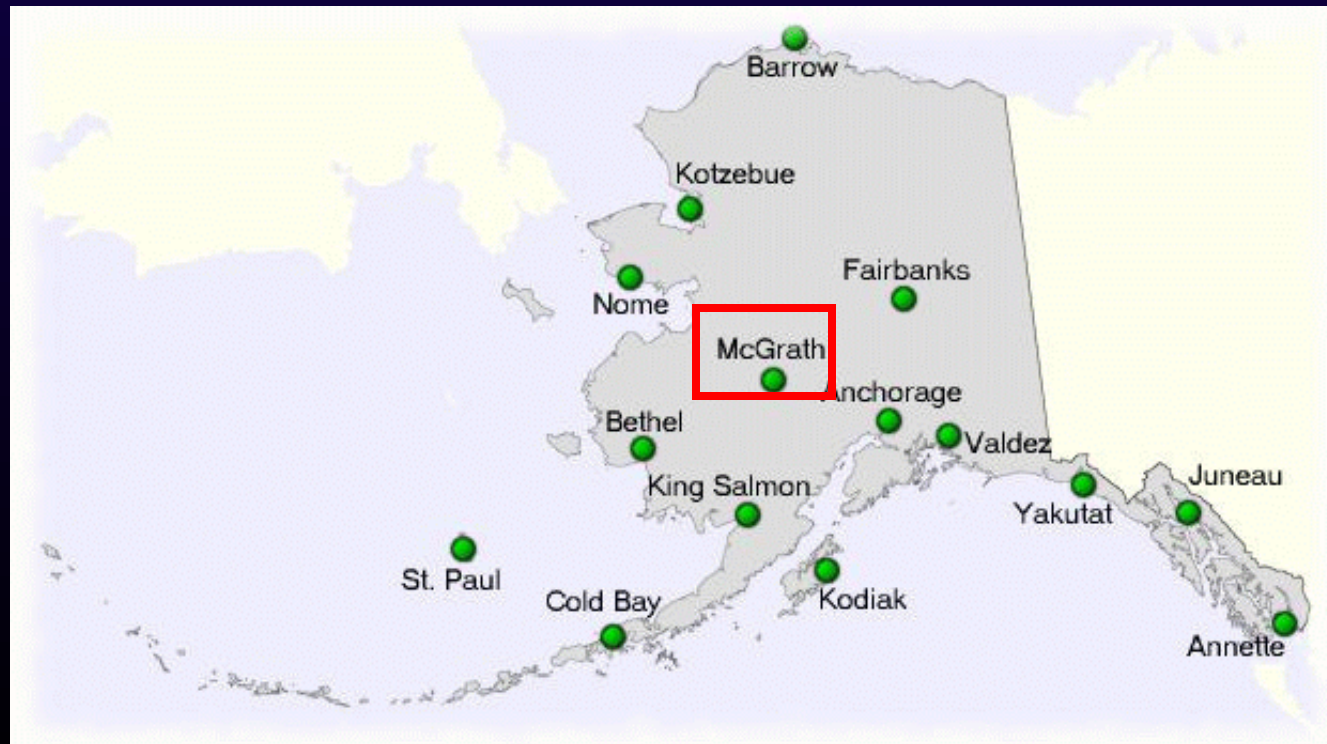 Barrow
Kotzebue
Fairbanks
Nome
McGrath
Anchorage
Bethel
Valdez
King Salmon
Juneau
Yakutat
St. Paul
Cold Bay
Kodiak
Annette